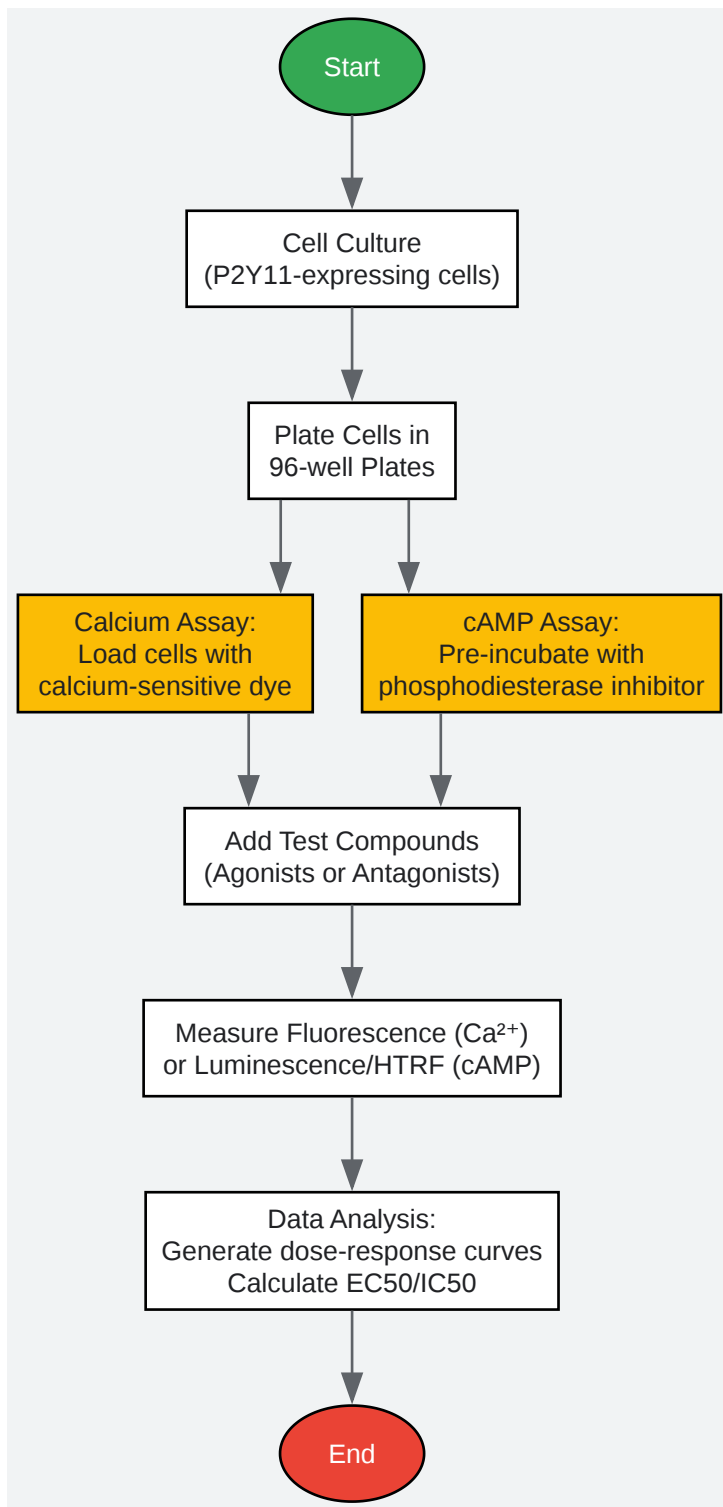 Start
Cell Culture
(P2Y11-expressing cells)
Plate Cells in
96-well Plates
Calcium Assay:
Load cells with
calcium-sensitive dye
cAMP Assay:
Pre-incubate with
phosphodiesterase inhibitor
Add Test Compounds
(Agonists or Antagonists)
Measure Fluorescence (Ca²⁺)
or Luminescence/HTRF (cAMP)
Data Analysis:
Generate dose-response curves
Calculate EC50/IC50
End